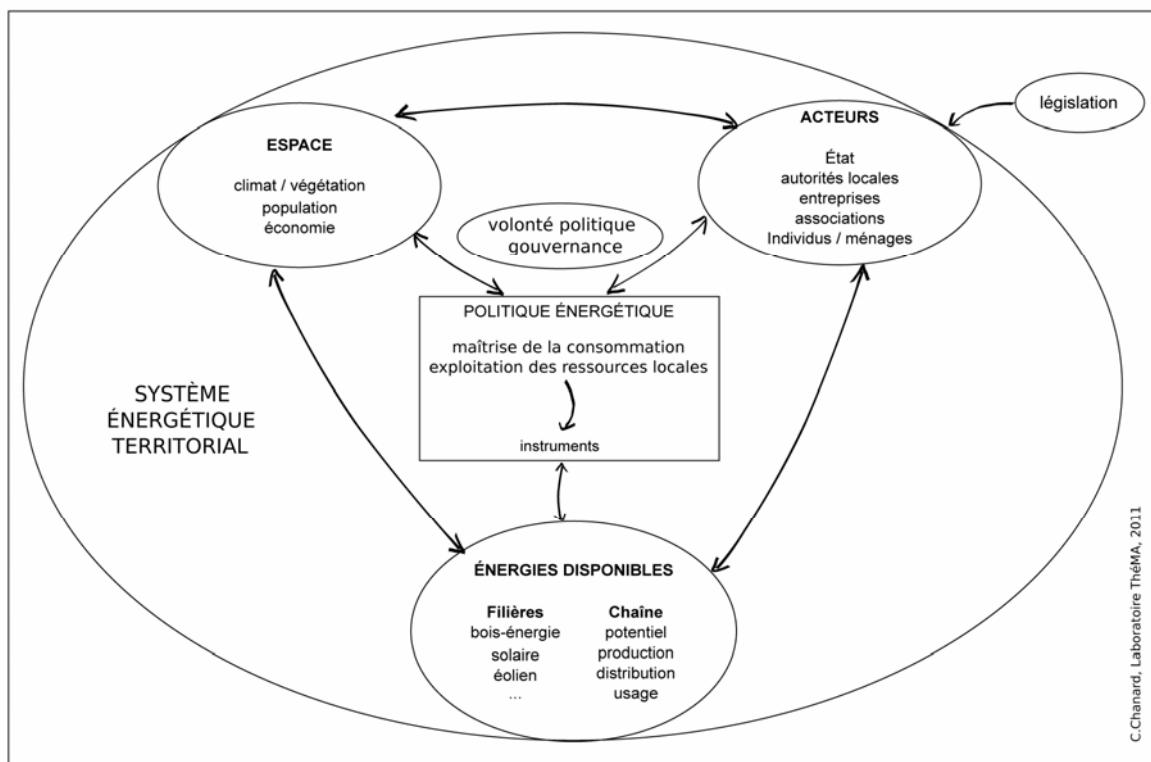 législation
ESPACE
climat / végétation
population
économie
ACTEURS
État
autorités locales
entreprises
associations
Individus / ménages
volonté politique
gouvernance
POLITIQUE ÉNERGÉTIQUE
maîtrise de la consommation
exploitation des ressources locales
instruments
SYSTÈME
ÉNERGÉTIQUE
TERRITORIAL
ÉNERGIES DISPONIBLES
Filières
bois-énergie
solaire
éolien
...
Chaîne
potentiel
production
distribution
usage
C.Chanard, Laboratoire ThéMA, 2011